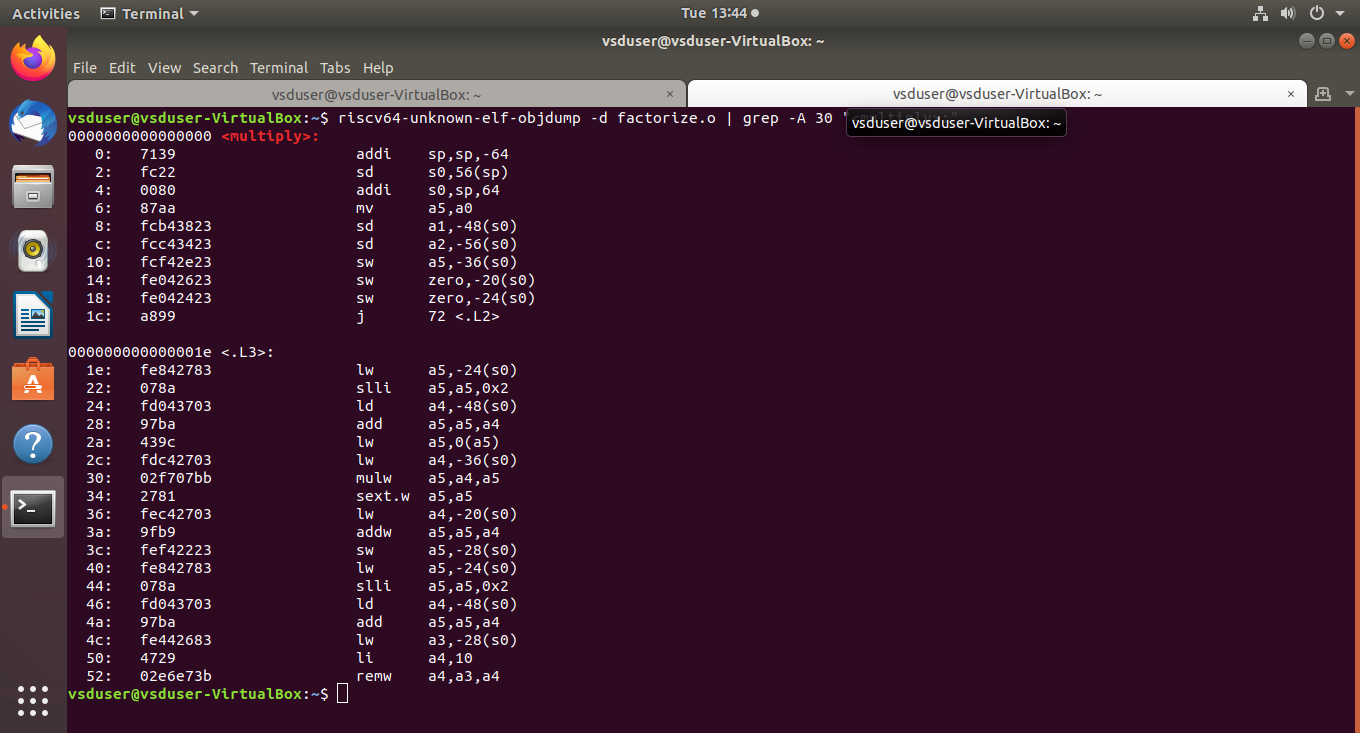 Activities Terminal Tue 13:44
vsduser@vsduser-VirtualBox: ~
File Edit View Search Terminal Tabs Help
vsduser@vsduser-VirtualBox: ~ × vsduser@vsduser-VirtualBox: ~ ×
vsduser@vsduser-VirtualBox:~$ riscv64-unknown-elf-objdump -d factorize.o | grep -A 30
vsduser@vsduser-VirtualBox: ~
0000000000000000 <multiply>:
0: 7139 addi sp,sp,-64
2: fc22 sd s0,56(sp)
4: 0080 addi s0,sp,64
6: 87aa mv a5,a0
8: fcb43823 sd a1,-48(s0)
c: fcc43423 sd a2,-56(s0)
10: fcf42e23 sw a5,-36(s0)
14: fe042623 sw zero,-20(s0)
18: fe042423 sw zero,-24(s0)
1c: a899 j 72 <.L2>
000000000000001e <.L3>:
1e: fe842783 lw a5,-24(s0)
22: 078a slli a5,a5,0x2
24: fd043703 ld a4,-48(s0)
28: 97ba add a5,a5,a4
2a: 439c lw a5,0(a5)
2c: fdc42703 lw a4,-36(s0)
30: 02f707bb mulw a5,a4,a5
34: 2781 sext.w a5,a5
36: fec42703 lw a4,-20(s0)
3a: 9fb9 addw a5,a5,a4
3c: fef42223 sw a5,-28(s0)
40: fe842783 lw a5,-24(s0)
44: 078a slli a5,a5,0x2
46: fd043703 ld a4,-48(s0)
4a: 97ba add a5,a5,a4
4c: fe442683 lw a3,-28(s0)
50: 4729 li a4,10
52: 02e6e73b remw a4,a3,a4
vsduser@vsduser-VirtualBox:~$